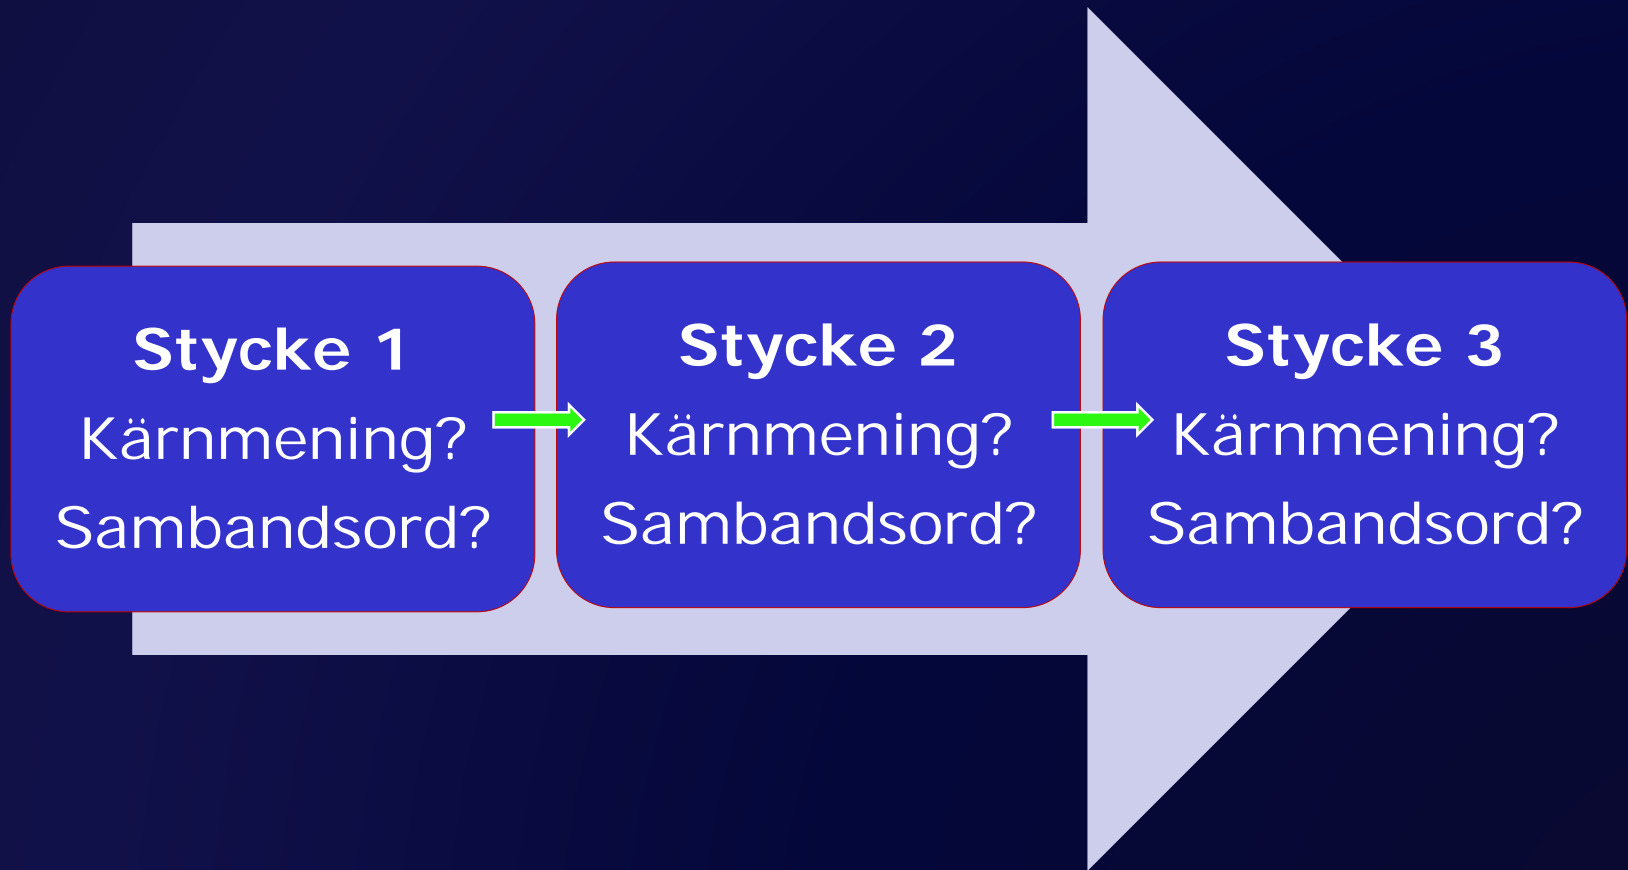 Stycke 1
Kärnmening?
Sambandsord?
Stycke 2
Kärnmening?
Sambandsord?
Stycke 3
Kärnmening?
Sambandsord?